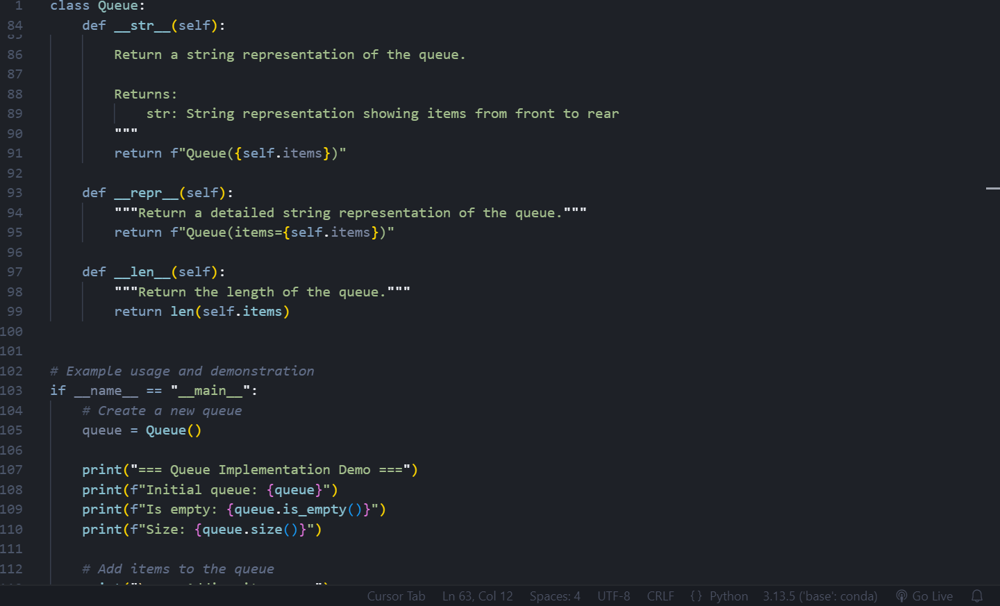 1 class Queue:
84 def __str__(self):
85
86 Return a string representation of the queue.
87
88 Returns:
89 str: String representation showing items from front to rear
90 """
91 return f"Queue({self.items})"
92
93 def __repr__(self):
94 """Return a detailed string representation of the queue."""
95 return f"Queue(items={self.items})"
96
97 def __len__(self):
98 """Return the length of the queue."""
99 return len(self.items)
100
101
102 # Example usage and demonstration
103 if __name__ == "__main__":
104 # Create a new queue
105 queue = Queue()
106
107 print("=== Queue Implementation Demo ===")
108 print(f"Initial queue: {queue}")
109 print(f"Is empty: {queue.is_empty()}")
110 print(f"Size: {queue.size()}")
111
112 # Add items to the queue
Cursor Tab Ln 63, Col 12 Spaces: 4 UTF-8 CRLF {} Python 3.13.5 ('base': conda) Go Live